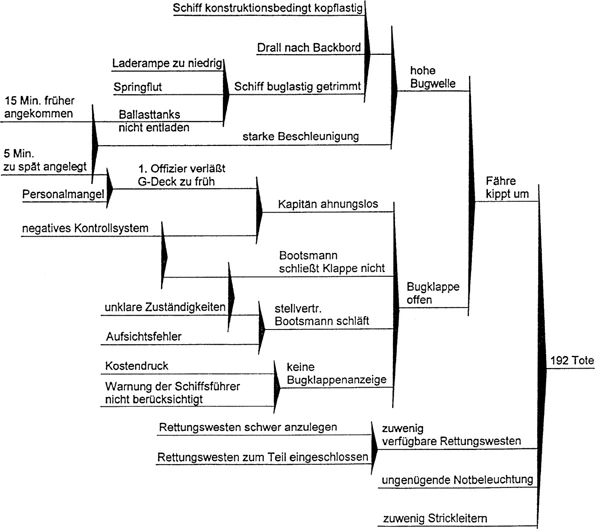 Schiff konstruktionsbedingt kopflastig
Drall nach Backbord
Laderampe zu niedrig
hohe
Bugwelle
Springflut
Schiff buglastig getrimmt
15 Min. früher
angekommen
Ballasttanks
nicht entladen
starke Beschleunigung
5 Min.
zu spät angelegt
1. Offizier verläßt
G-Deck zu früh
Fähre
kippt um
Personalmangel
Kapitän ahnungslos
negatives Kontrollsystem
Bootsmann
schließt Klappe nicht
Bugklappe
offen
unklare Zuständigkeiten
stellvertr.
Bootsmann schläft
Aufsichtsfehler
192 Tote
Kostendruck
keine
Bugklappenanzeige
Warnung der Schiffsführer
nicht berücksichtigt
Rettungswesten schwer anzulegen
zuwenig
verfügbare Rettungswesten
Rettungswesten zum Teil eingeschlossen
ungenügende Notbeleuchtung
zuwenig Strickleitern